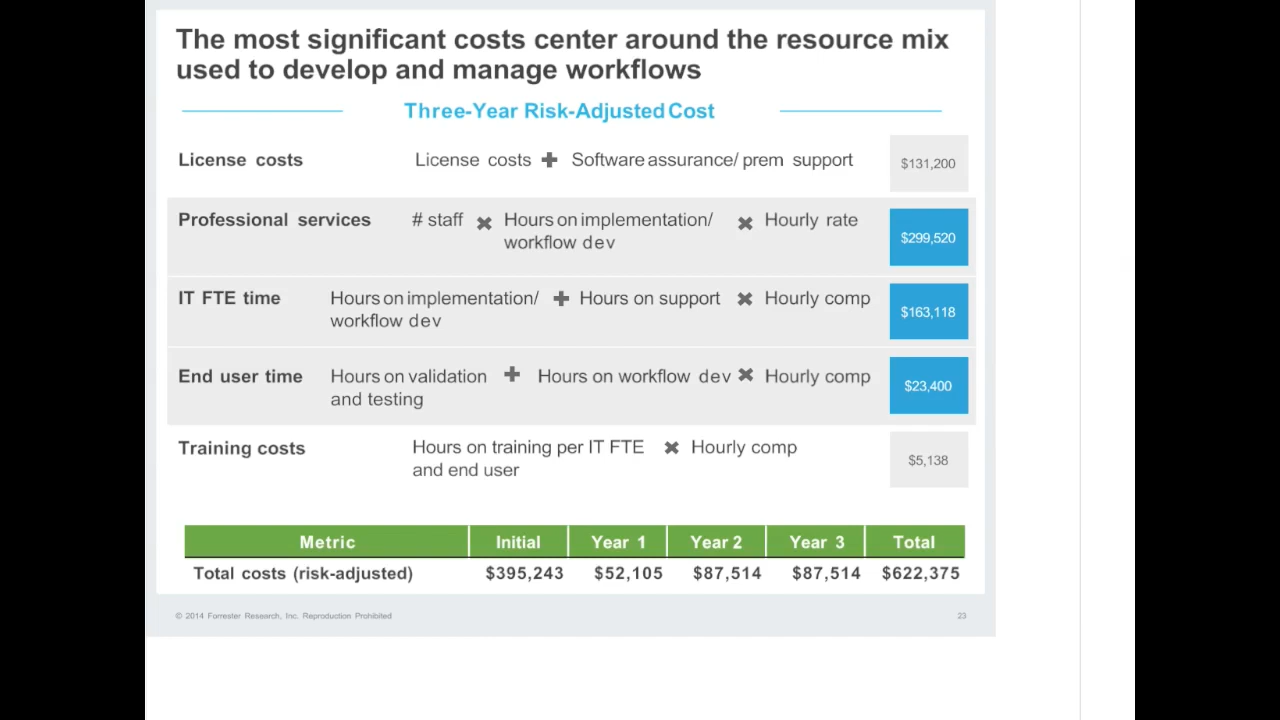 The most significant costs center around the resource mix
used to develop and manage workflows
Three-Year Risk-Adjusted Cost
License costs License costs + Software assurance/ prem support $131,200
Professional services # staff × Hours on implementation/ × Hourly rate
workflow dev
$299,520
IT FTE time Hours on implementation/ + Hours on support × Hourly comp
workflow dev
$163,118
End user time Hours on validation + Hours on workflow dev × Hourly comp
and testing
$23,400
Training costs Hours on training per IT FTE × Hourly comp
and end user
$5,138
Metric Initial Year 1 Year 2 Year 3 Total
Total costs (risk-adjusted) $395,243 $52,105 $87,514 $87,514 $622,375
© 2014 Forrester Research, Inc. Reproduction Prohibited 23